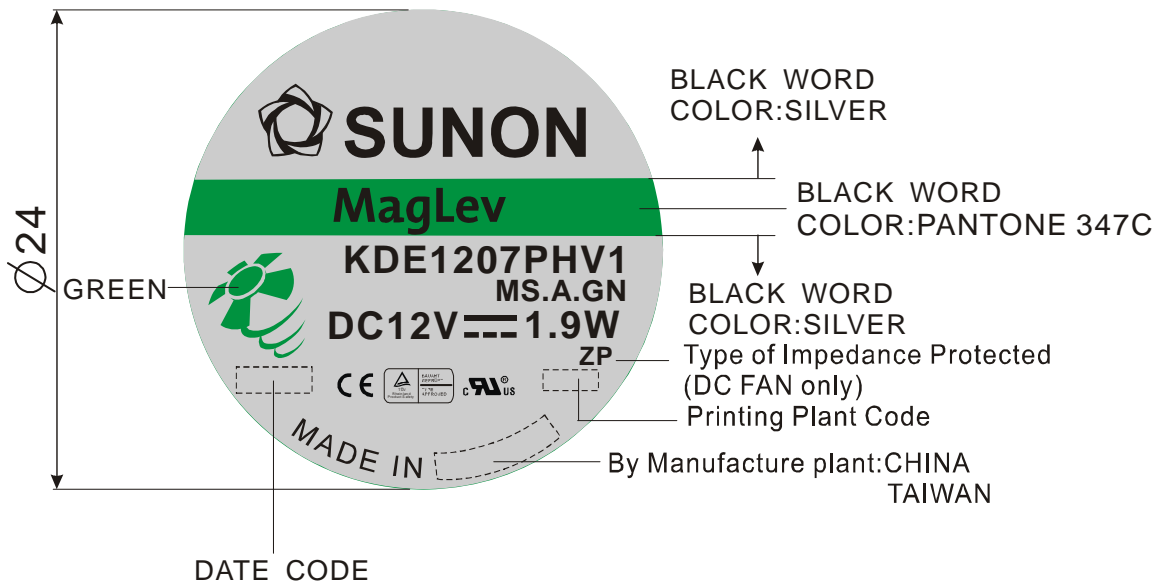 SUNON
MagLev
KDE1207PHV1
MS.A.GN
DC12V 1.9W
ZP
CE
c RU ® US
MADE IN
Ø24
GREEN
DATE CODE
BLACK WORD
COLOR:SILVER
BLACK WORD
COLOR:PANTONE 347C
BLACK WORD
COLOR:SILVER
Type of Impedance Protected
(DC FAN only)
Printing Plant Code
By Manufacture plant:CHINA
TAIWAN